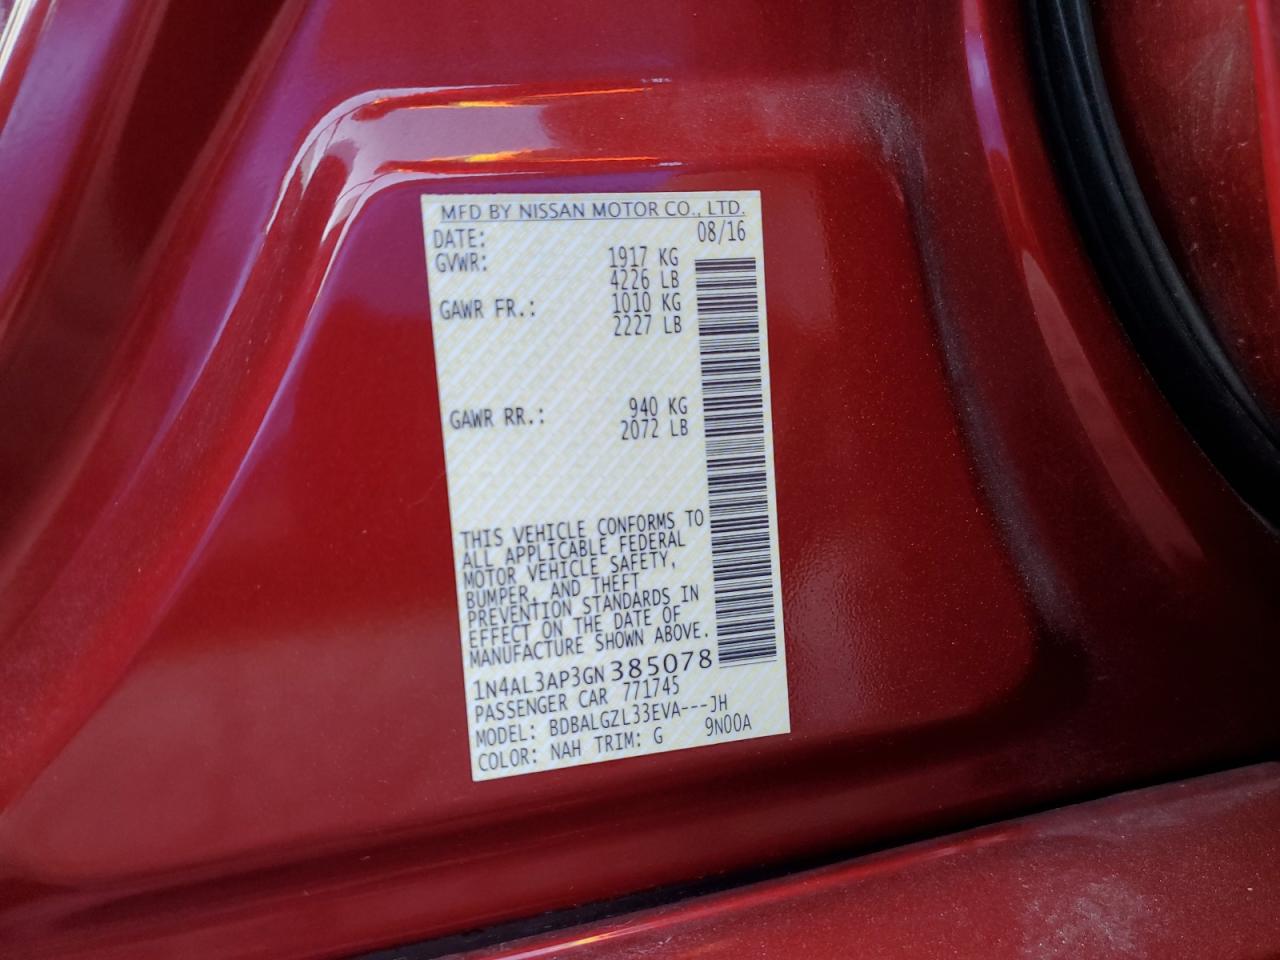 MFD BY NISSAN MOTOR CO., LTD.
DATE: 08/16
GVWR: 1917 KG
4226 LB
GAWR FR.: 1010 KG
2227 LB
GAWR RR.: 940 KG
2072 LB
THIS VEHICLE CONFORMS TO
ALL APPLICABLE FEDERAL
MOTOR VEHICLE SAFETY,
BUMPER, AND THEFT
PREVENTION STANDARDS IN
EFFECT ON THE DATE OF
MANUFACTURE SHOWN ABOVE.
1N4AL3AP3GN385078
PASSENGER CAR 771745
MODEL: BDBALGZL33EVA---JH
COLOR: NAH TRIM: G 9N00A